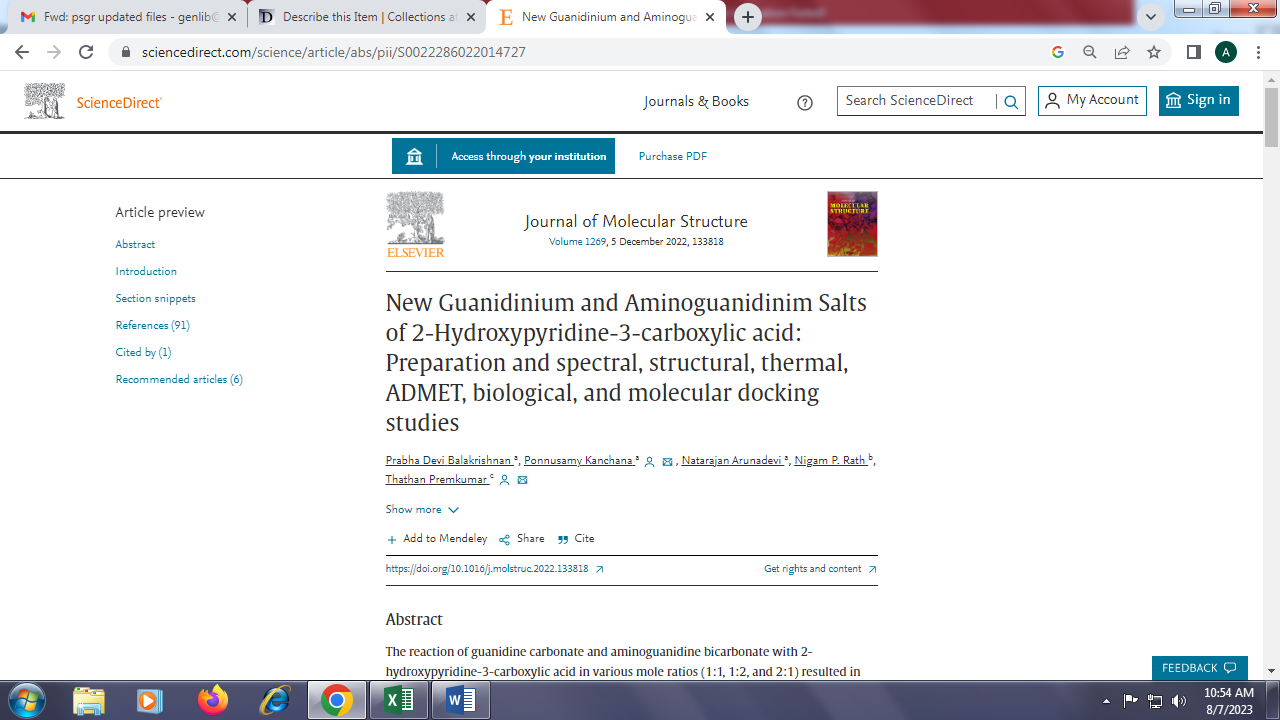 Fwd: psgr updated files - genlib@
Describe this Item | Collections at
New Guanidinium and Aminogua
sciencedirect.com/science/article/abs/pii/S0022286022014727
A
ScienceDirect
Journals & Books
Search ScienceDirect
My Account
Sign in
Access through your institution
Purchase PDF
Article preview
Abstract
Introduction
Section snippets
References (91)
Cited by (1)
Recommended articles (6)
ELSEVIER
Journal of Molecular Structure
Volume 1269, 5 December 2022, 133818
MOLECULAR
STRUCTURE
New Guanidinium and Aminoguanidinim Salts
of 2-Hydroxypyridine-3-carboxylic acid:
Preparation and spectral, structural, thermal,
ADMET, biological, and molecular docking
studies
Prabha Devi Balakrishnan a, Ponnusamy Kanchana a , Natarajan Arunadevi a, Nigam P. Rath b,
Thathan Premkumar c
Show more
Add to Mendeley Share Cite
https://doi.org/10.1016/j.molstruc.2022.133818
Get rights and content
Abstract
The reaction of guanidine carbonate and aminoguanidine bicarbonate with 2-
hydroxypyridine-3-carboxylic acid in various mole ratios (1:1, 1:2, and 2:1) resulted in
FEEDBACK
10:54 AM
8/7/2023